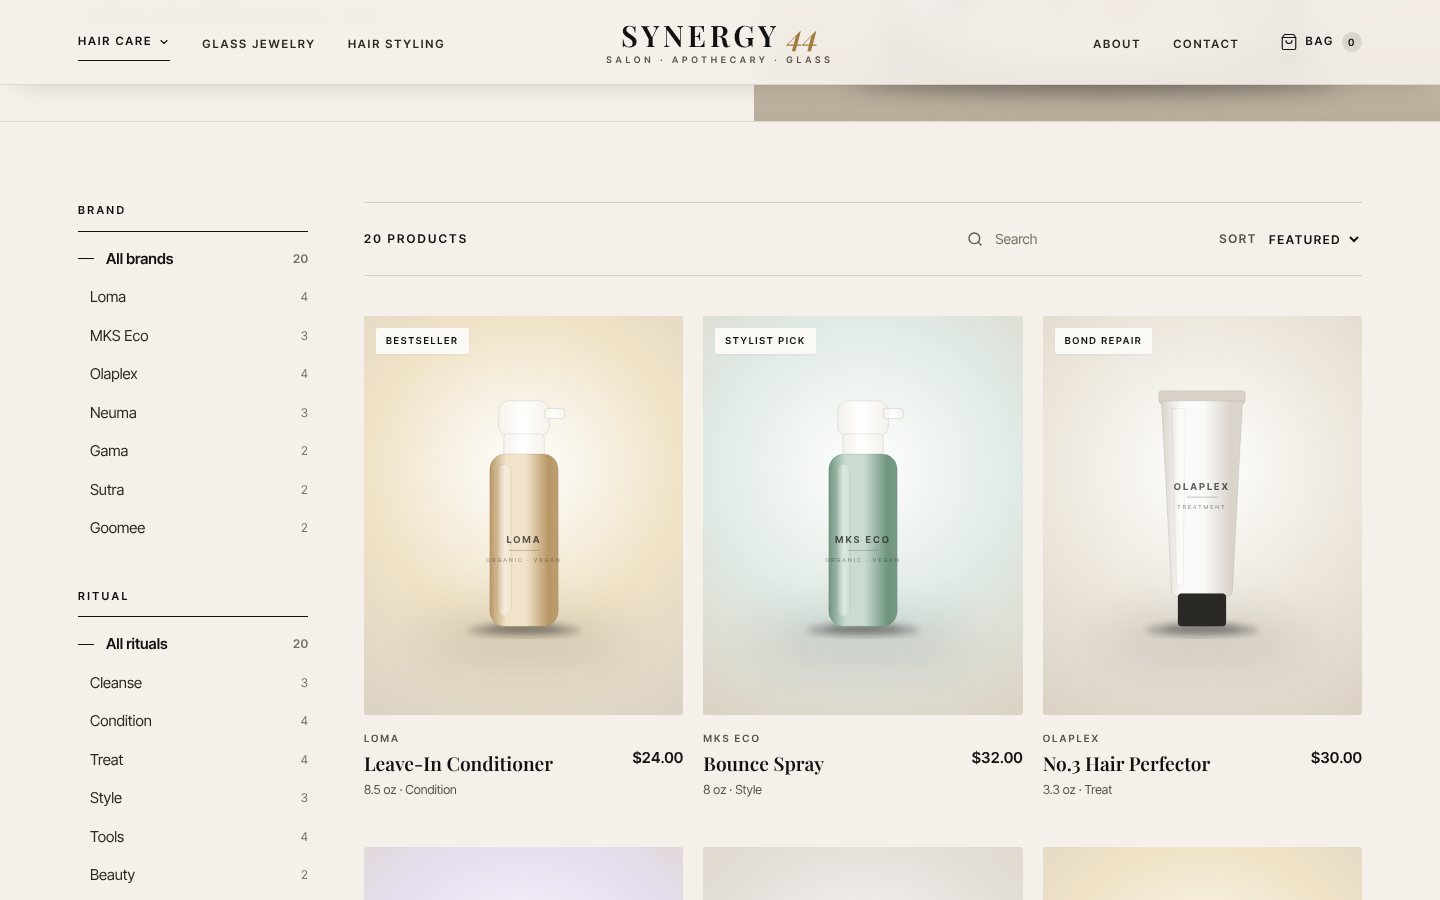 HAIR CARE
GLASS JEWELRY
HAIR STYLING
SYNERGY 44
SALON · APOTHECARY · GLASS
ABOUT
CONTACT
BAG 0
BRAND
All brands 20
Loma 4
MKS Eco 3
Olaplex 4
Neuma 3
Gama 2
Sutra 2
Goomee 2
RITUAL
All rituals 20
Cleanse 3
Condition 4
Treat 4
Style 3
Tools 4
Beauty 2
20 PRODUCTS
Search
SORT FEATURED
BESTSELLER
LOMA
ORGANIC · VEGAN
LOMA
Leave-In Conditioner
$24.00
8.5 oz · Condition
STYLIST PICK
MKS ECO
ORGANIC · VEGAN
MKS ECO
Bounce Spray
$32.00
8 oz · Style
BOND REPAIR
OLAPLEX
TREATMENT
OLAPLEX
No.3 Hair Perfector
$30.00
3.3 oz · Treat